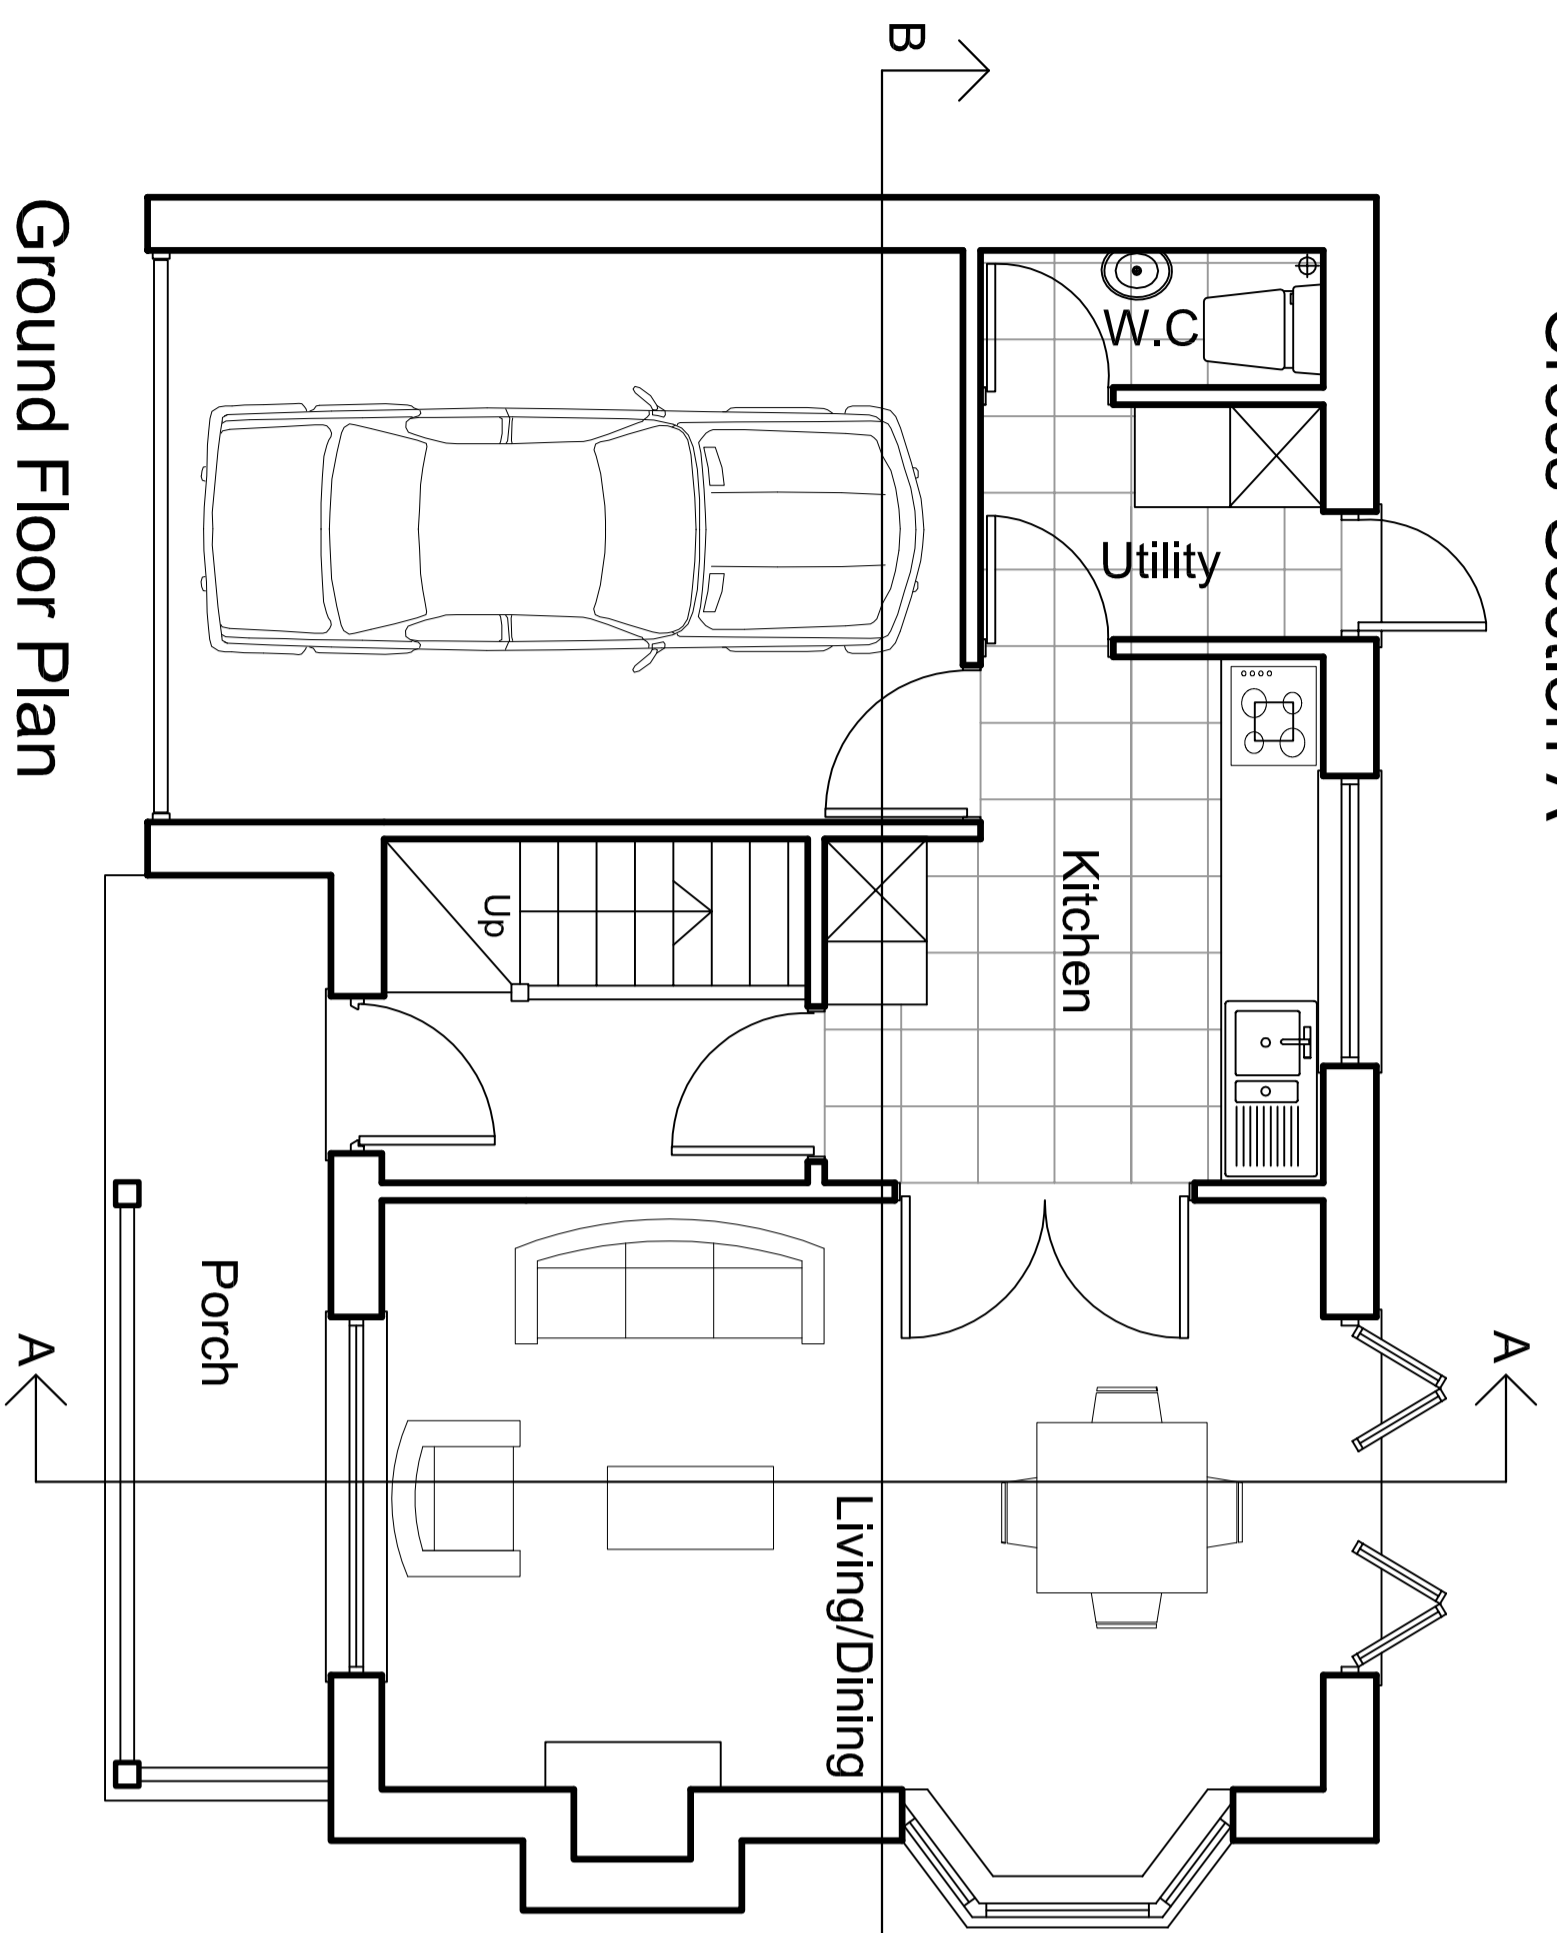 B
W.C
Utility
Kitchen
Up
Porch
Living/Dining
A
A
Ground Floor Plan